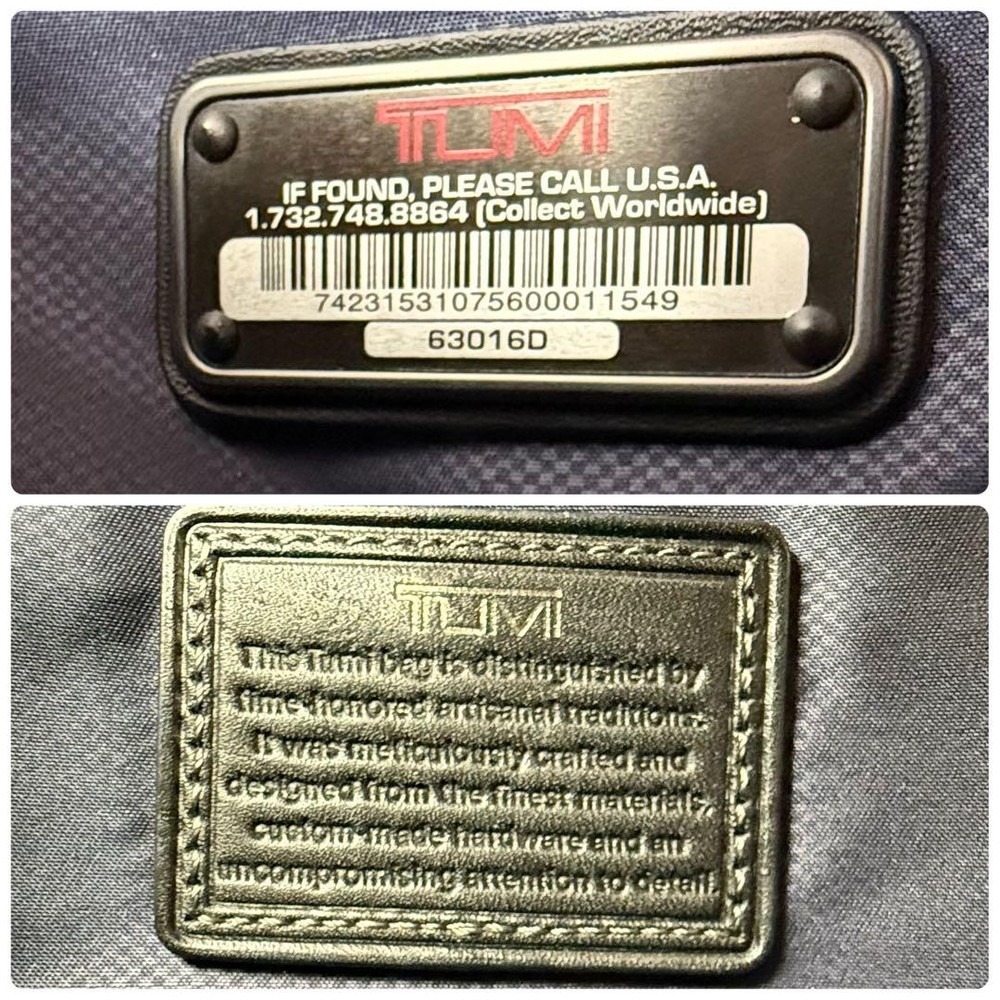 TUMI
IF FOUND, PLEASE CALL U.S.A.
1.732.748.8864 (Collect Worldwide)
74231531075600011549
63016D
TUMI
This Tumi bag is distinguished by
time-honored artisanal traditions.
It was meticulously crafted and
designed from the finest materials,
custom-made hardware and an
uncompromising attention to detail.